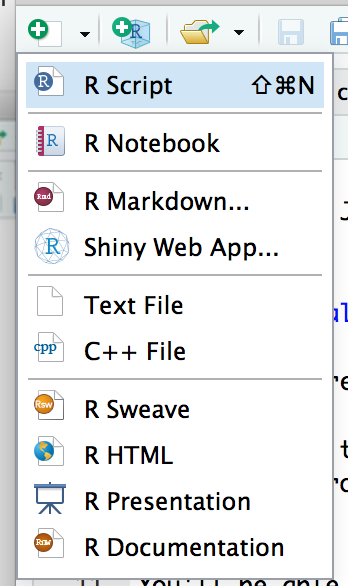 R Script ⇧⌘N
R Notebook
R Markdown...
Shiny Web App...
Text File
C++ File
R Sweave
R HTML
R Presentation
R Documentation